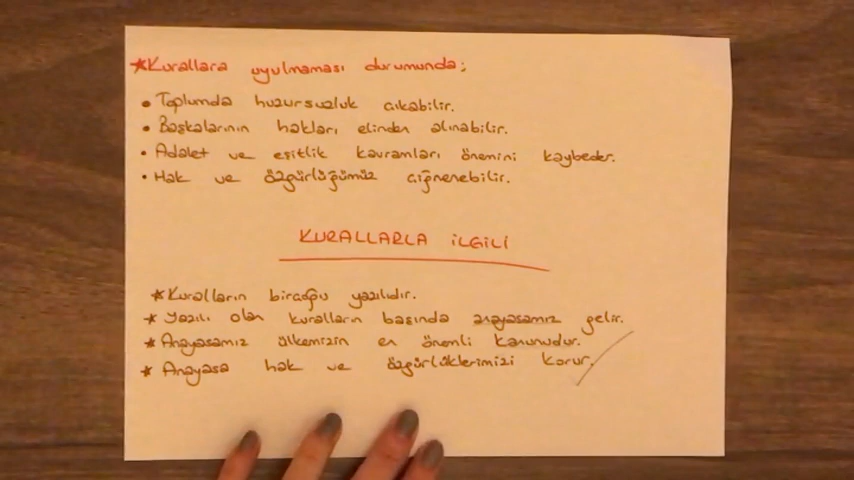 ★Kurallara uyulmaması durumunda;
• Toplumda huzursuzluk çıkabilir.
• Başkalarının hakları elinden alınabilir.
• Adalet ve eşitlik kavramları önemini kaybeder.
• Hak ve özgürlüğümüz çiğnenebilir.
KURALLARLA İLGİLİ
★Kuralların birçoğu yazılıdır.
★ Yazılı olan kuralların başında anayasamız gelir.
★ Anayasamız ülkemizin en önemli kanunudur.
★ Anayasa hak ve özgürlüklerimizi korur.